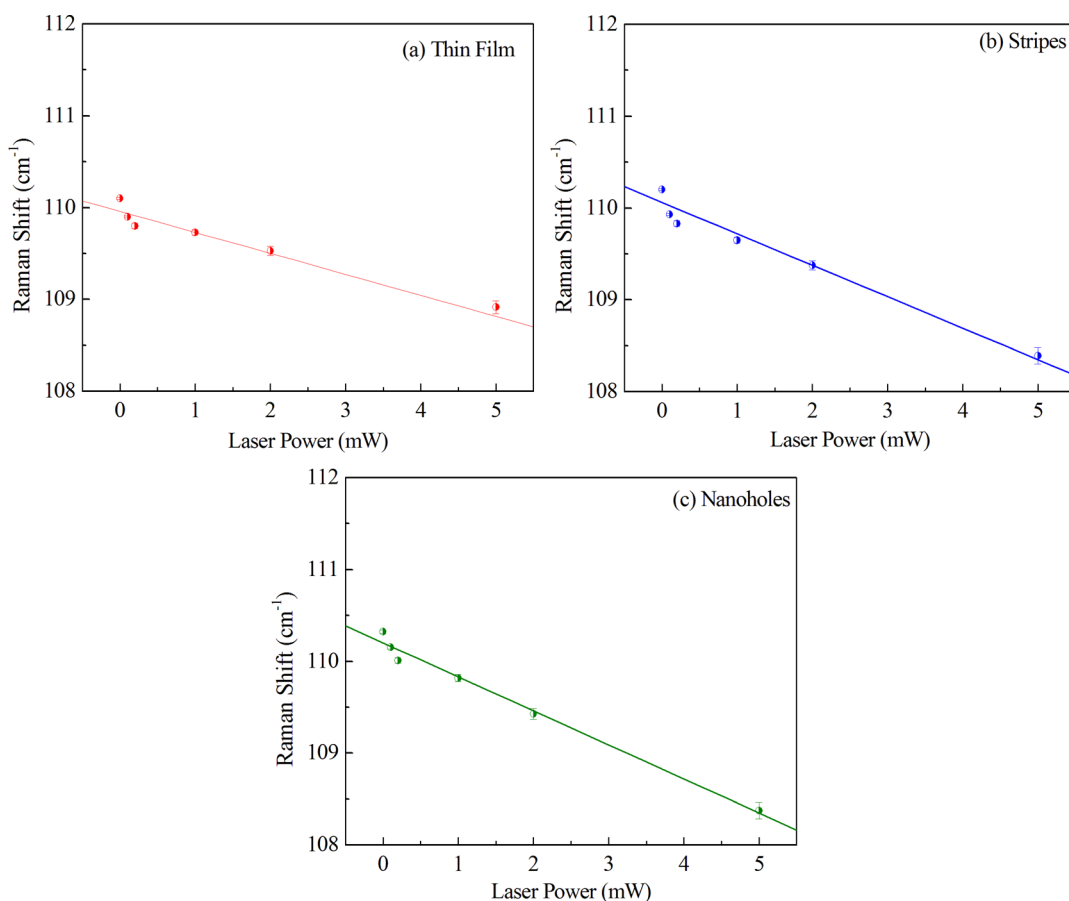 (a) Thin Film
112
111
110
109
108
Raman Shift (cm⁻¹)
0 1 2 3 4 5
Laser Power (mW)
(b) Stripes
112
111
110
109
108
Raman Shift (cm⁻¹)
0 1 2 3 4 5
Laser Power (mW)
(c) Nanoholes
112
111
110
109
108
Raman Shift (cm⁻¹)
0 1 2 3 4 5
Laser Power (mW)